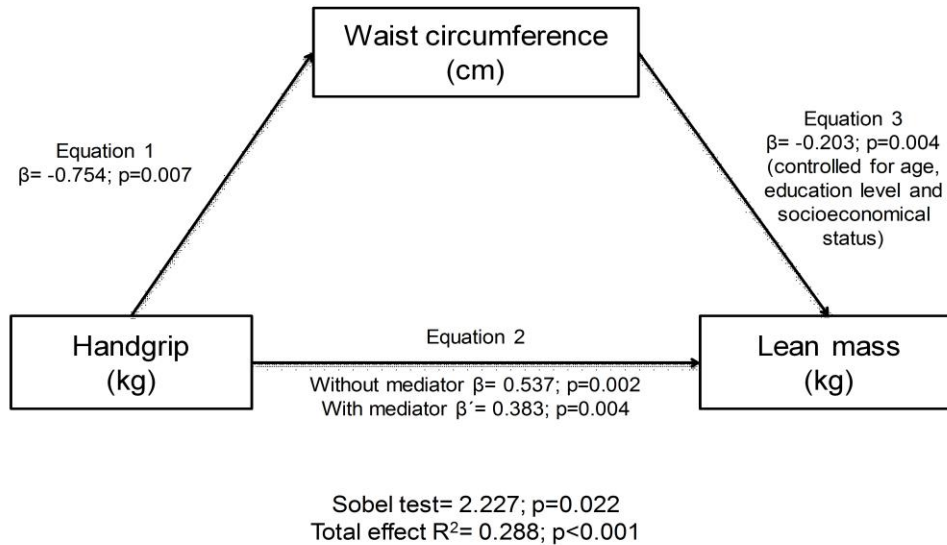 Waist circumference
(cm)
Equation 1
β= -0.754; p=0.007
Equation 3
β= -0.203; p=0.004
(controlled for age,
education level and
socioeconomical
status)
Handgrip
(kg)
Equation 2
Without mediator β= 0.537; p=0.002
With mediator β´= 0.383; p=0.004
Lean mass
(kg)
Sobel test= 2.227; p=0.022
Total effect R²= 0.288; p<0.001